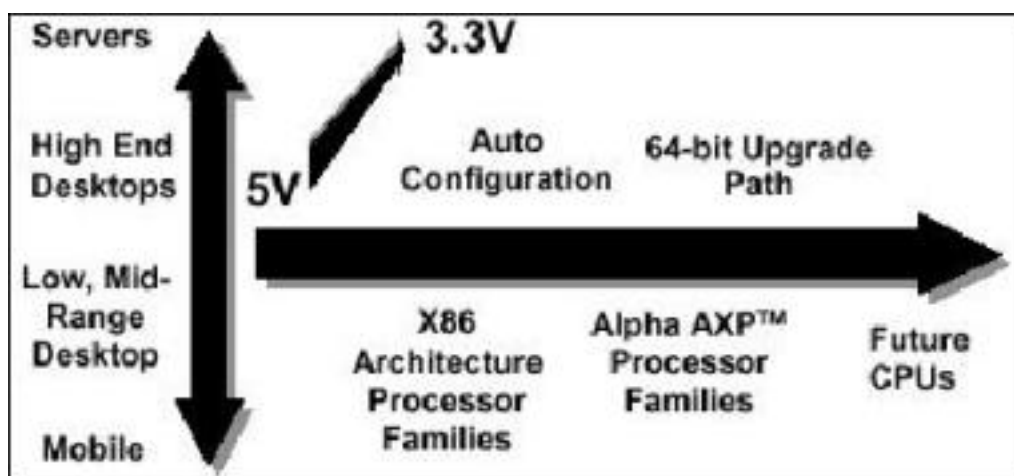 Servers
High End
Desktops
Low, Mid-
Range
Desktop
Mobile
3.3V
5V
Auto
Configuration
64-bit Upgrade
Path
X86
Architecture
Processor
Families
Alpha AXP™
Processor
Families
Future
CPUs